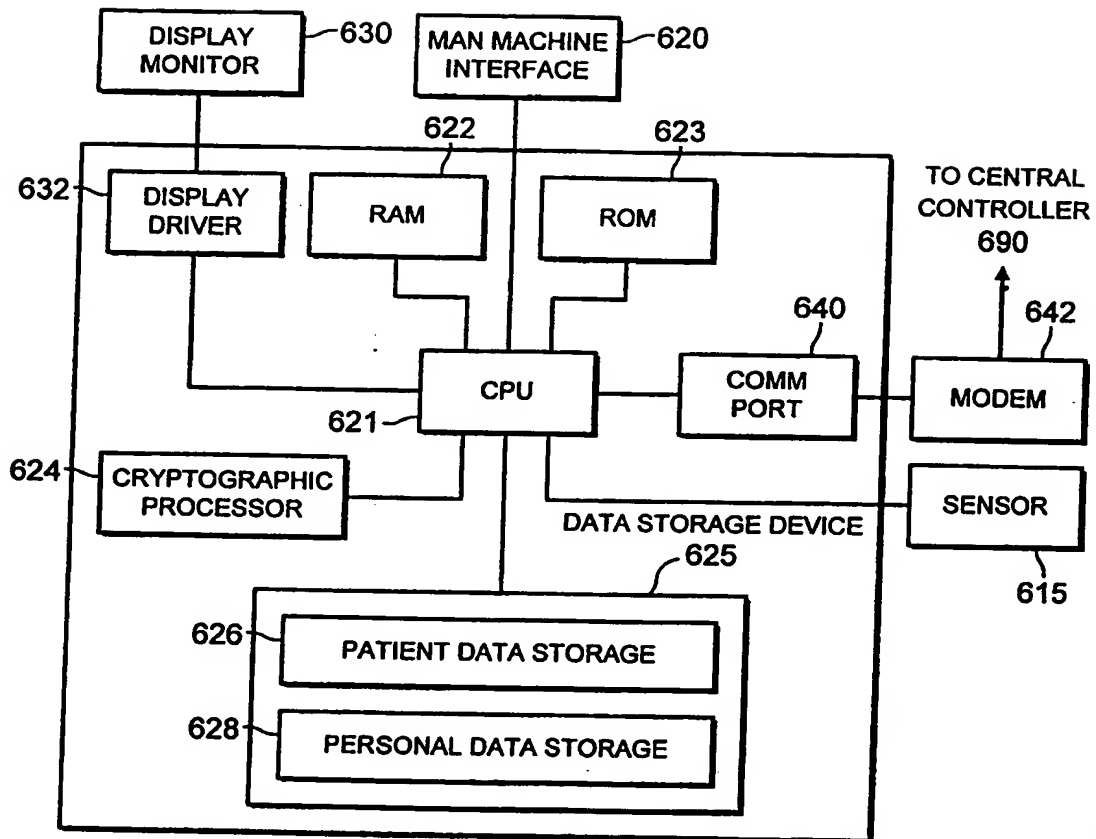 DISPLAY
MONITOR
630
MAN MACHINE
INTERFACE
620
622
623
632
DISPLAY
DRIVER
RAM
ROM
TO CENTRAL
CONTROLLER
690
640
642
CPU
621
COMM
PORT
MODEM
624
CRYPTOGRAPHIC
PROCESSOR
SENSOR
615
DATA STORAGE DEVICE
625
626
PATIENT DATA STORAGE
628
PERSONAL DATA STORAGE